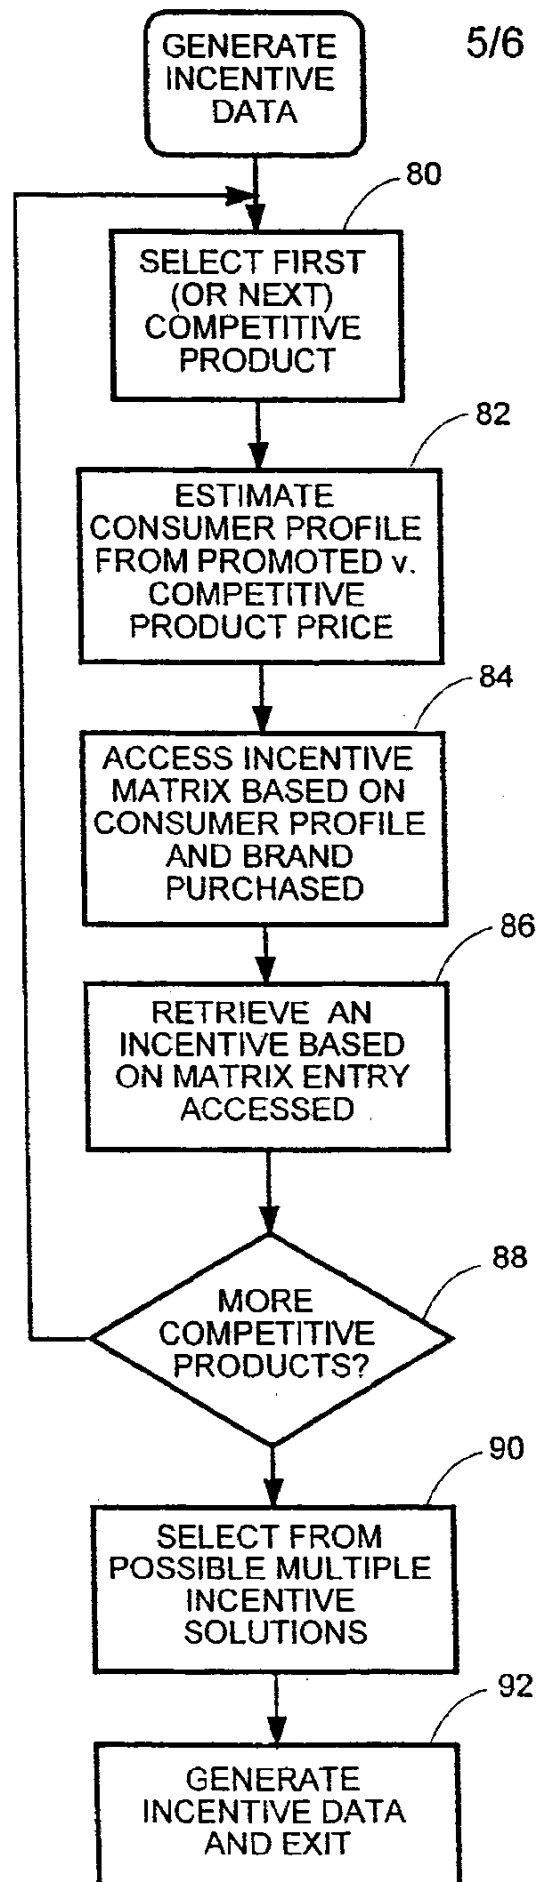 GENERATE
INCENTIVE
DATA
5/6
80
SELECT FIRST
(OR NEXT)
COMPETITIVE
PRODUCT
82
ESTIMATE
CONSUMER PROFILE
FROM PROMOTED v.
COMPETITIVE
PRODUCT PRICE
84
ACCESS INCENTIVE
MATRIX BASED ON
CONSUMER PROFILE
AND BRAND
PURCHASED
86
RETRIEVE AN
INCENTIVE BASED
ON MATRIX ENTRY
ACCESSED
88
MORE
COMPETITIVE
PRODUCTS?
90
SELECT FROM
POSSIBLE MULTIPLE
INCENTIVE
SOLUTIONS
92
GENERATE
INCENTIVE DATA
AND EXIT